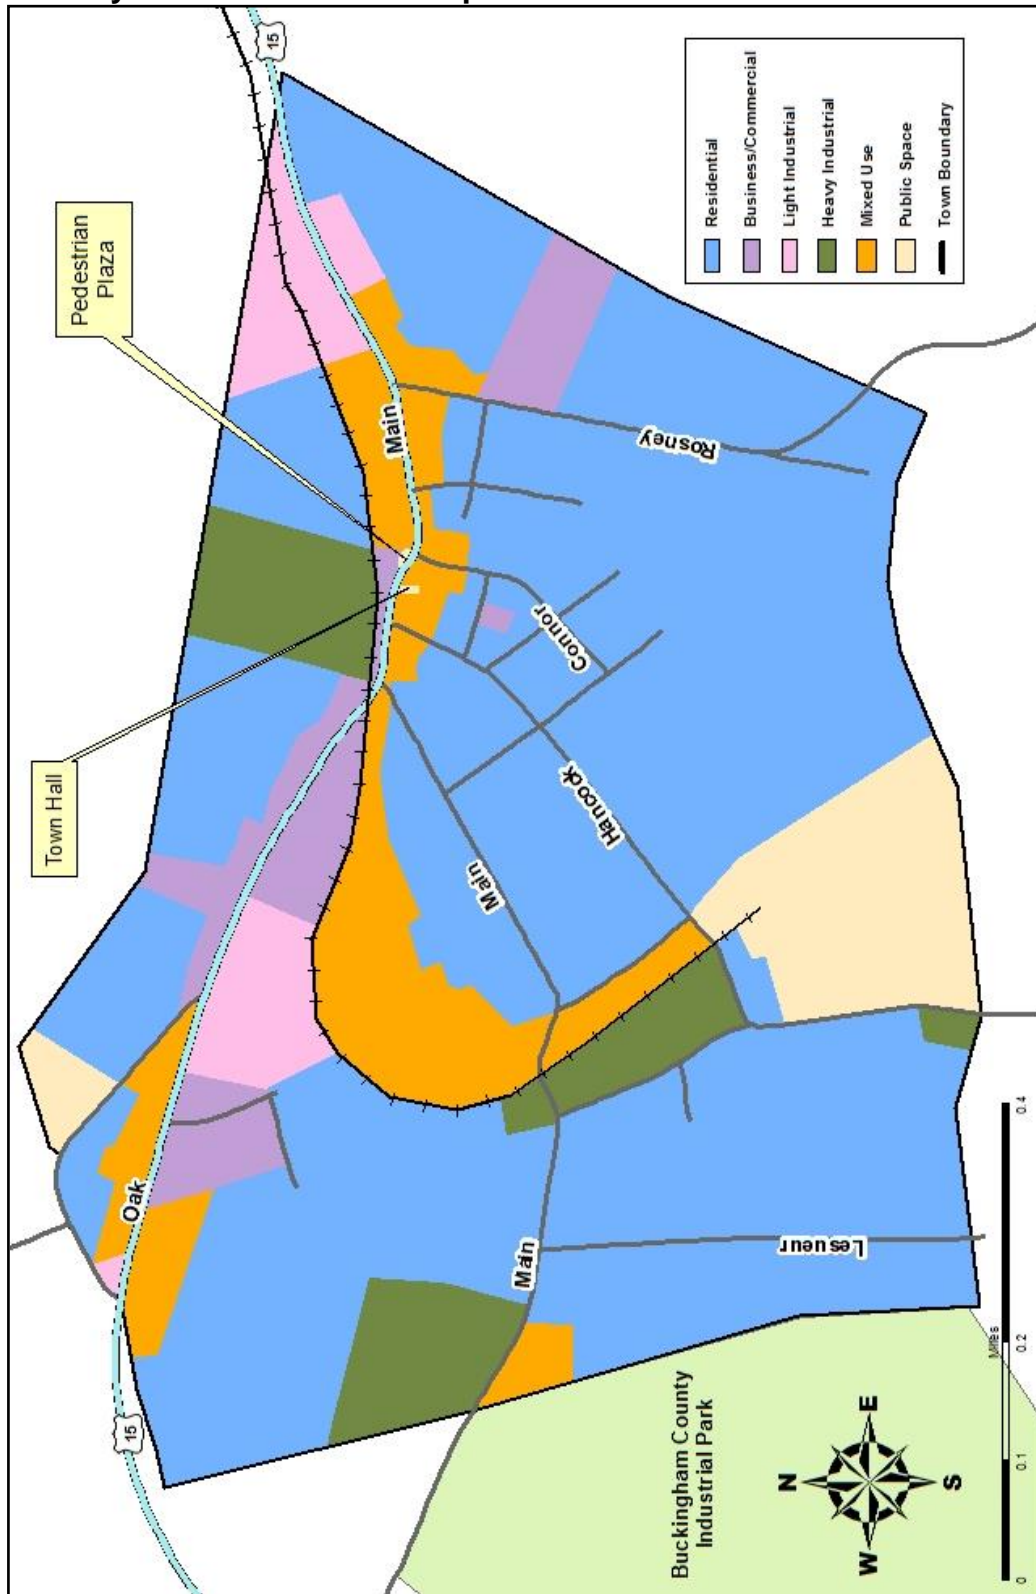 15
Pedestrian
Plaza
Town Hall
Main
Rosney
Connor
Hancock
Main
Oak
Main
Lesueur
15
Residential
Business/Commercial
Light Industrial
Heavy Industrial
Mixed Use
Public Space
Town Boundary
Buckingham County
Industrial Park
N
W
E
S
Miles
0
0.1
0.2
0.4